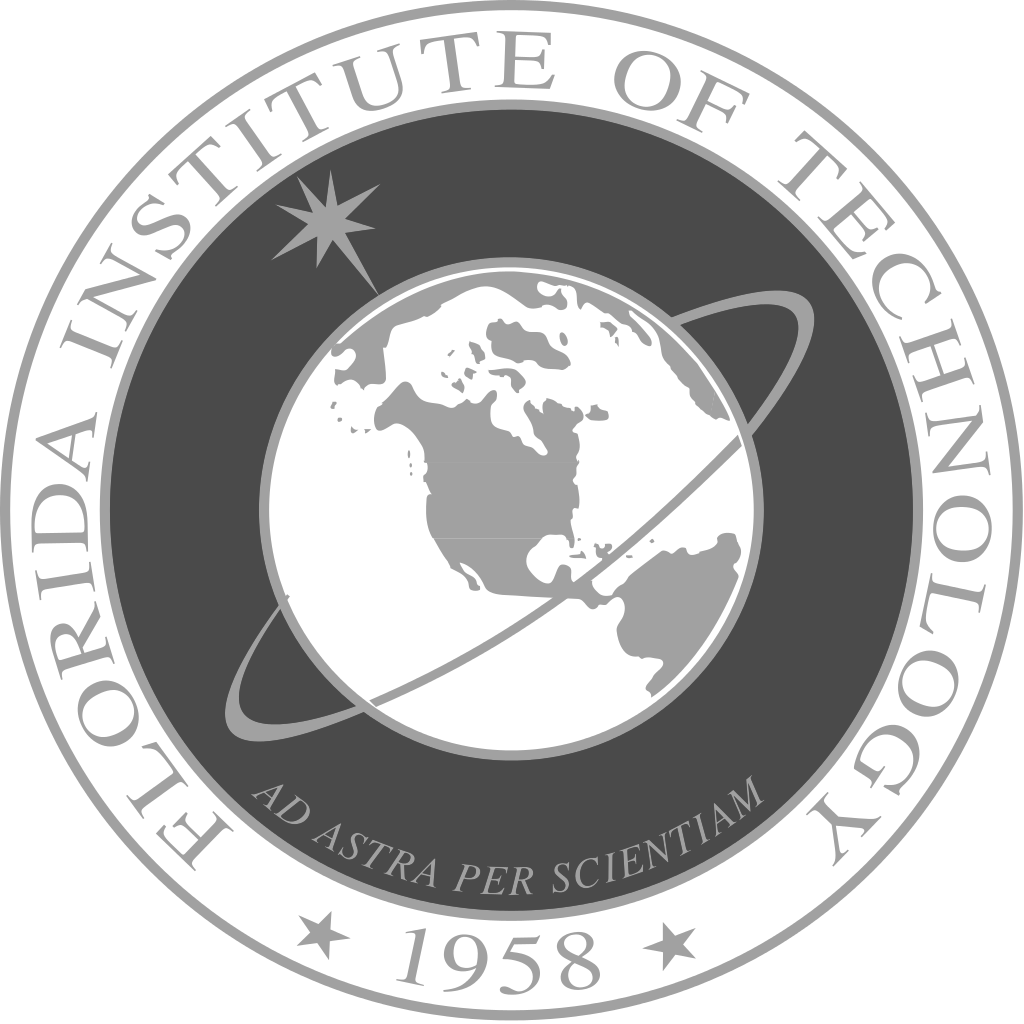 FLORIDA INSTITUTE OF TECHNOLOGY
AD ASTRA PER SCIENTIAM
1958